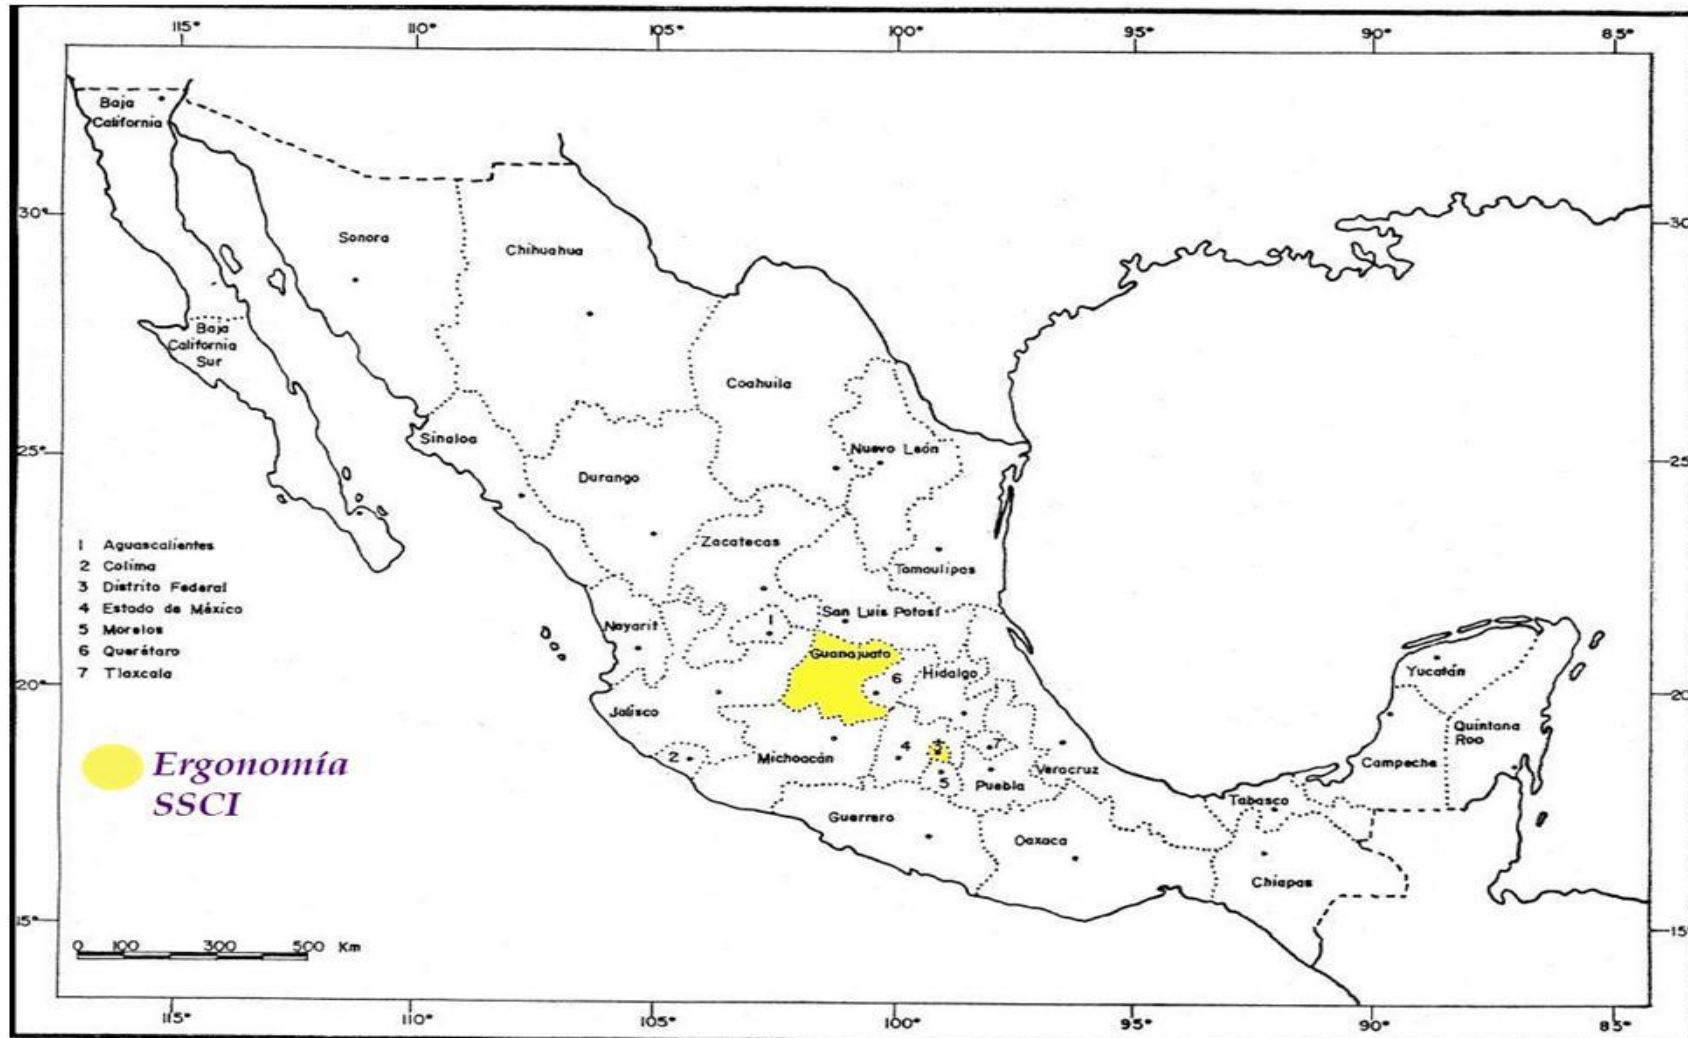 115° 110° 105° 100° 95° 90° 85°
Baja
California
30° 30
Sonora
Chihuahua
Baja
California
Sur
Coahuila
Sinaloa
Nuevo León
25° 25
Durango
Zacatecas
Tamaulipas
1 Aguascalientes
2 Colima
3 Distrito Federal
4 Estado de México
5 Morelos
6 Querétaro
7 Tlaxcala
San Luis Potosí
Nayarit
1
Guanajuato
6
Hidalgo
Yucatán
20° 20
Jalisco
Quintana
Roo
2
Michoacán
4
3
7
5
Puebla
Veracruz
Campeche
Tabasco
Ergonomía
SSCI
Guerrero
Oaxaca
Chiapas
15° 15°
0 100 300 500 Km
115° 110° 105° 100° 95° 90° 85°